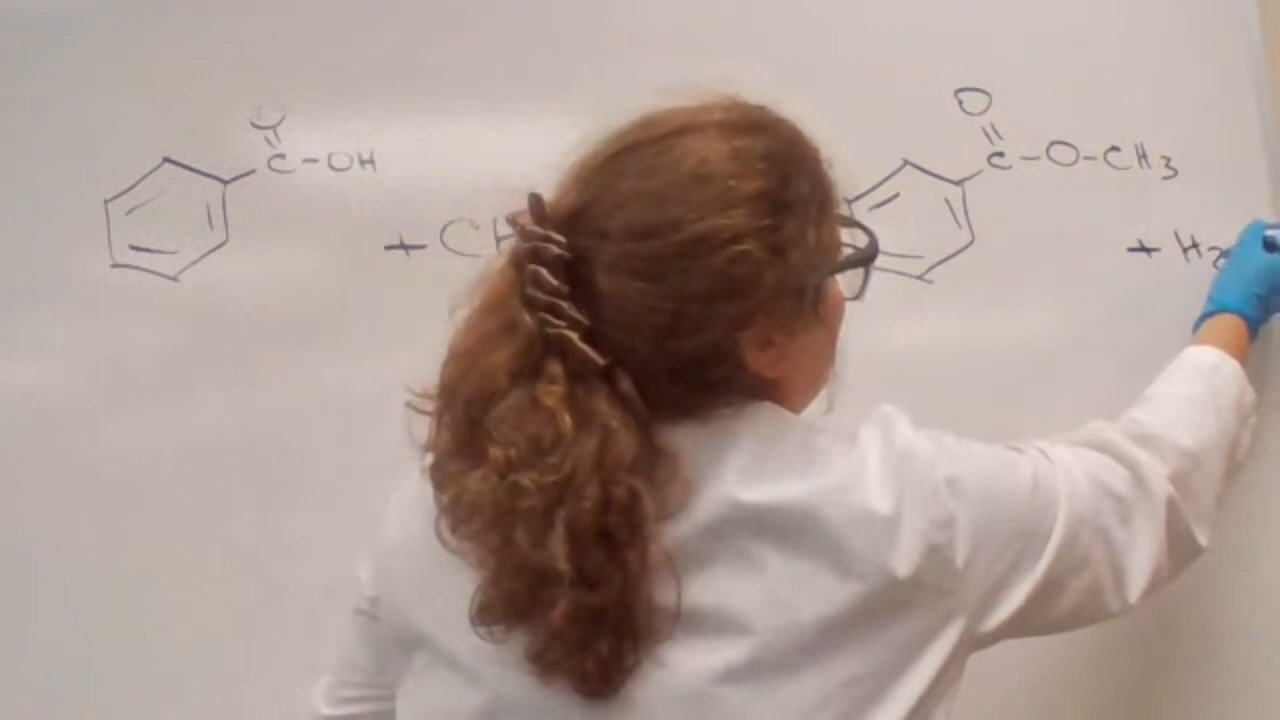 O
C-OH
+ CH
O
C-O-CH3
+ H2